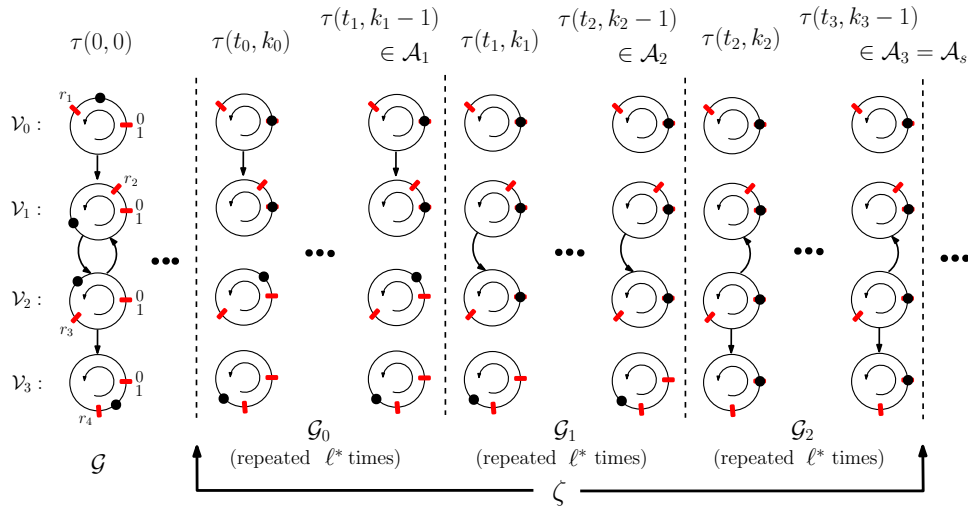 τ(0, 0) τ(t₀, k₀) τ(t₁, k₁ − 1) τ(t₁, k₁) τ(t₂, k₂ − 1) τ(t₂, k₂) τ(t₃, k₃ − 1)
∈ 𝒜₁ ∈ 𝒜₂ ∈ 𝒜₃ = 𝒜ₛ
r₁
𝒱₀ : 0
1
r₂
𝒱₁ : 0
1
𝒱₂ : 0
1
r₃
𝒱₃ : 0
1
r₄
𝒢 𝒢₀ 𝒢₁ 𝒢₂
(repeated ℓ* times) (repeated ℓ* times) (repeated ℓ* times)
ζ